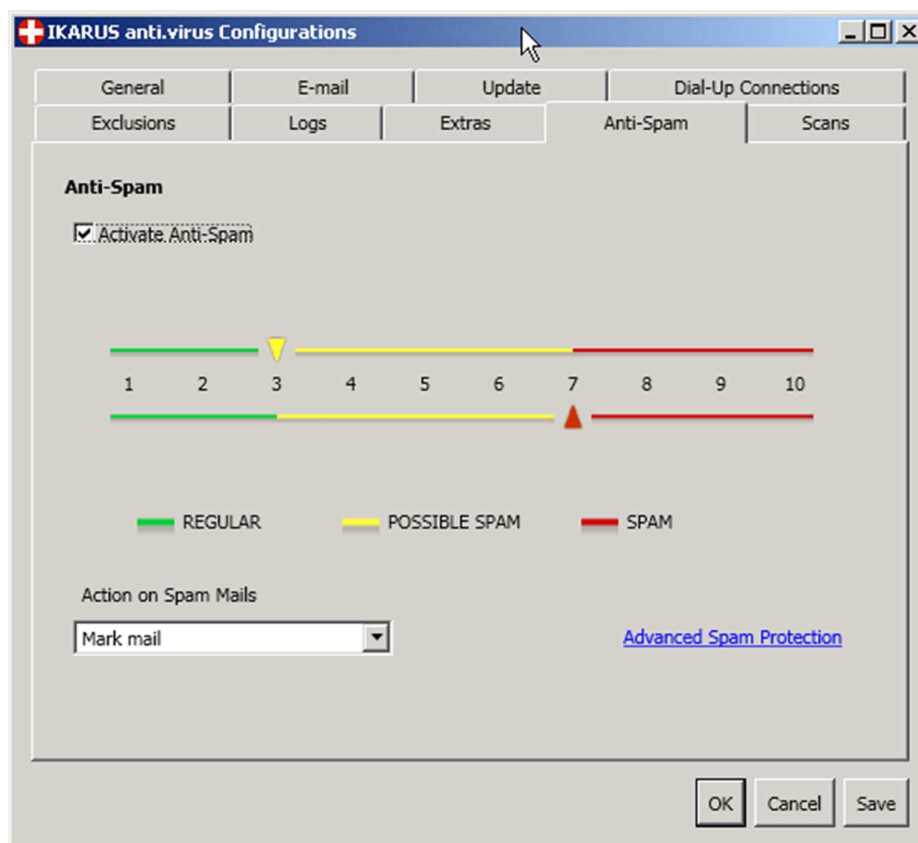 IKARUS anti.virus Configurations
General E-mail Update Dial-Up Connections
Exclusions Logs Extras Anti-Spam Scans
Anti-Spam
Activate Anti-Spam
1 2 3 4 5 6 7 8 9 10
REGULAR POSSIBLE SPAM SPAM
Action on Spam Mails
Mark mail Advanced Spam Protection
OK Cancel Save